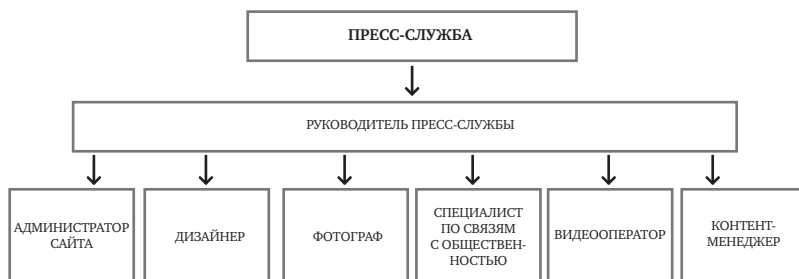 ПРЕСС-СЛУЖБА
РУКОВОДИТЕЛЬ ПРЕСС-СЛУЖБЫ
АДМИНИСТРАТОР
САЙТА
ДИЗАЙНЕР
ФОТОГРАФ
СПЕЦИАЛИСТ
ПО СВЯЗЯМ
С ОБЩЕСТВЕН-
НОСТЬЮ
ВИДЕООПЕРАТОР
КОНТЕНТ-
МЕНЕДЖЕР